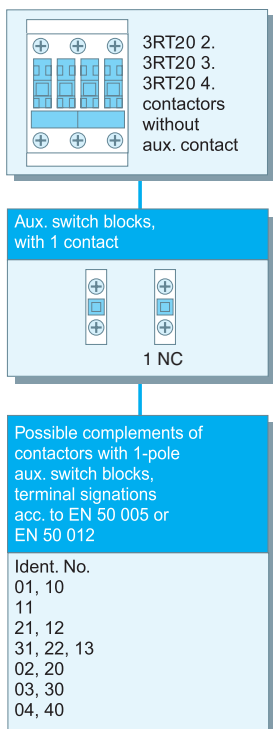 3RT20 2.
3RT20 3.
3RT20 4.
contactors
without
aux. contact
Aux. switch blocks,
with 1 contact
1 NC
Possible complements of
contactors with 1-pole
aux. switch blocks,
terminal signations
acc. to EN 50 005 or
EN 50 012
Ident. No.
01, 10
11
21, 12
31, 22, 13
02, 20
03, 30
04, 40